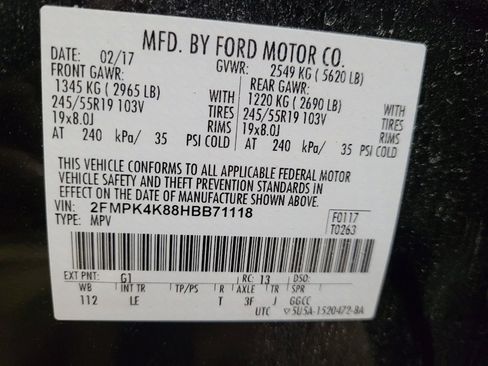 MFD. BY FORD MOTOR CO.
DATE: 02/17 GVWR: 2549 KG ( 5620 LB)
FRONT GAWR: REAR GAWR:
1345 KG ( 2965 LB) WITH 1220 KG ( 2690 LB) WITH
245/55R19 103V TIRES 245/55R19 103V TIRES
19x8.0J RIMS 19x8.0J RIMS
AT 240 kPa/ 35 PSI COLD AT 240 kPa/ 35 PSI COLD
THIS VEHICLE CONFORMS TO ALL APPLICABLE FEDERAL MOTOR
VEHICLE SAFETY AND THEFT PREVENTION STANDARDS IN
EFFECT ON THE DATE OF MANUFACTURE SHOWN ABOVE.
VIN: 2FMPK4K88HBB71118 F0117
TYPE: MPV T0263
EXT PNT: G1 RC: 13 DSO:
WB INT TR TP/PS R AXLE TR SPR
112 LE T 3F J GGCC
UTC ▽5U5A-1520472-BA